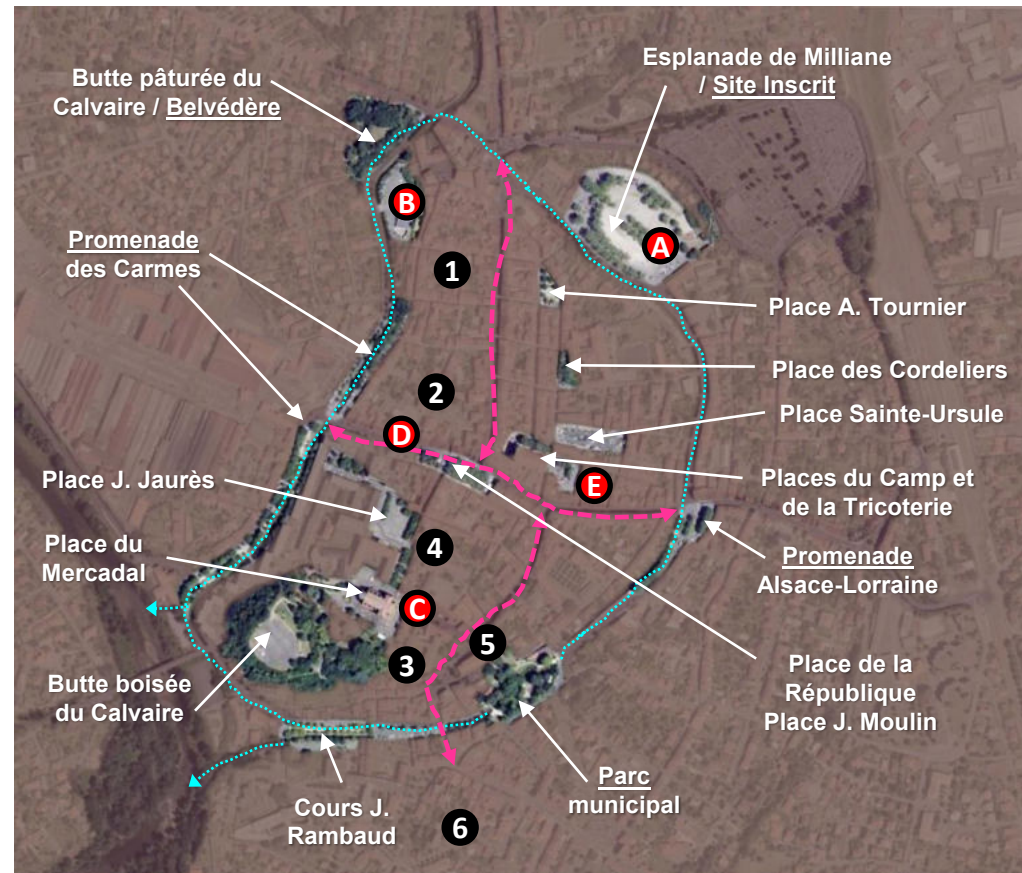 Butte pâturée du
Calvaire / Belvédère
Esplanade de Milliane
/ Site Inscrit
B
A
Promenade
des Carmes
1
Place A. Tournier
2
Place des Cordeliers
Place Sainte-Ursule
D
Place J. Jaurès
E
Places du Camp et
de la Tricoterie
4
Place du
Mercadal
Promenade
Alsace-Lorraine
C
5
3
Butte boisée
du Calvaire
Place de la
République
Place J. Moulin
Parc
municipal
Cours J.
Rambaud
6